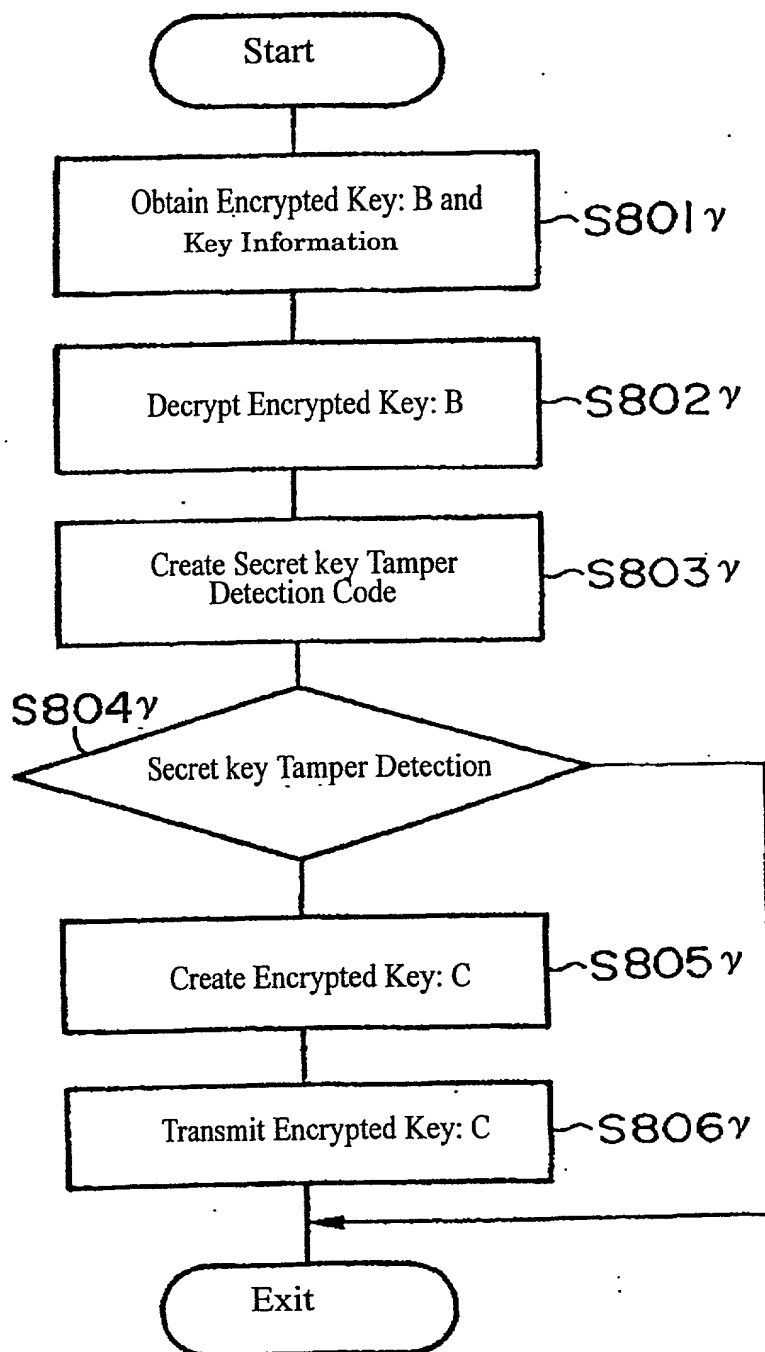 Start
Obtain Encrypted Key: B and
Key Information
S801γ
Decrypt Encrypted Key: B
S802γ
Create Secret key Tamper
Detection Code
S803γ
S804γ
Secret key Tamper Detection
Create Encrypted Key: C
S805γ
Transmit Encrypted Key: C
S806γ
Exit